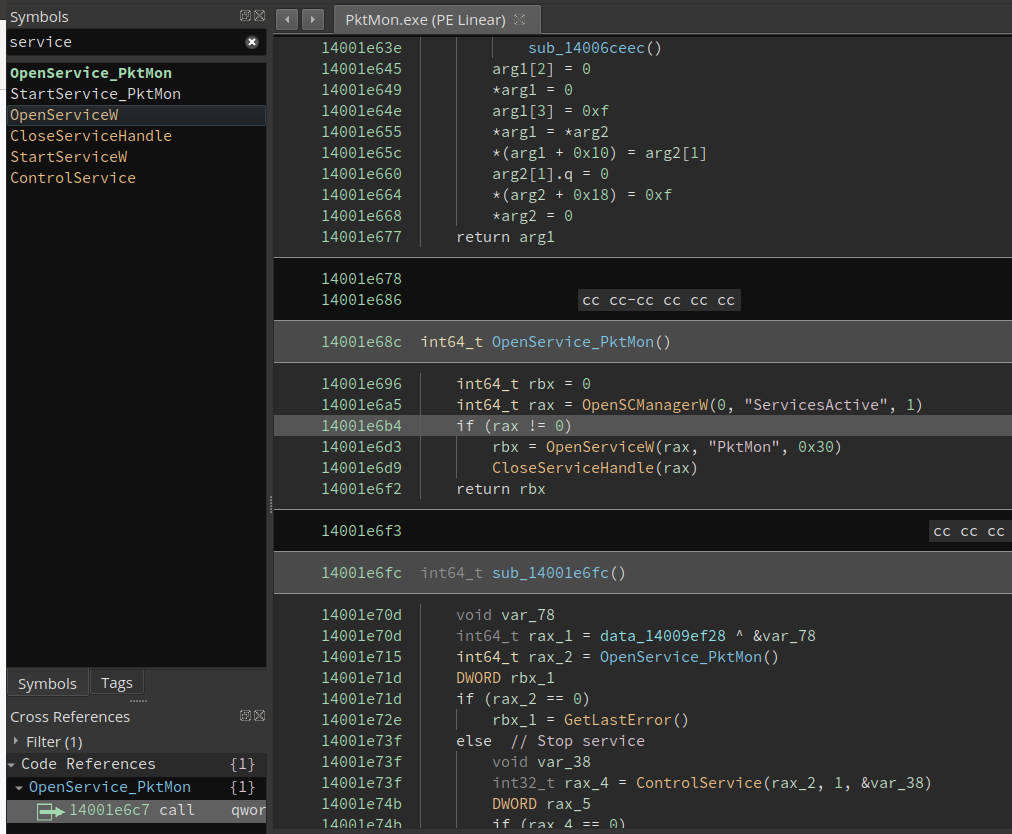 Symbols
service
OpenService_PktMon
StartService_PktMon
OpenServiceW
CloseServiceHandle
StartServiceW
ControlService
Symbols Tags
Cross References
Filter (1)
Code References {1}
OpenService_PktMon {1}
14001e6c7 call qwor
PktMon.exe (PE Linear)
14001e63e sub_14006ceec()
14001e645 arg1[2] = 0
14001e649 *arg1 = 0
14001e64e arg1[3] = 0xf
14001e655 *arg1 = *arg2
14001e65c *(arg1 + 0x10) = arg2[1]
14001e660 arg2[1].q = 0
14001e664 *(arg2 + 0x18) = 0xf
14001e668 *arg2 = 0
14001e677 return arg1
14001e678
14001e686 cc cc-cc cc cc cc
14001e68c int64_t OpenService_PktMon()
14001e696 int64_t rbx = 0
14001e6a5 int64_t rax = OpenSCManagerW(0, "ServicesActive", 1)
14001e6b4 if (rax != 0)
14001e6d3 rbx = OpenServiceW(rax, "PktMon", 0x30)
14001e6d9 CloseServiceHandle(rax)
14001e6f2 return rbx
14001e6f3 cc cc cc
14001e6fc int64_t sub_14001e6fc()
14001e70d void var_78
14001e70d int64_t rax_1 = data_14009ef28 ^ &var_78
14001e715 int64_t rax_2 = OpenService_PktMon()
14001e71d DWORD rbx_1
14001e71d if (rax_2 == 0)
14001e72e rbx_1 = GetLastError()
14001e73f else // Stop service
14001e73f void var_38
14001e73f int32_t rax_4 = ControlService(rax_2, 1, &var_38)
14001e74b DWORD rax_5
14001e74b if (rax_4 == 0)